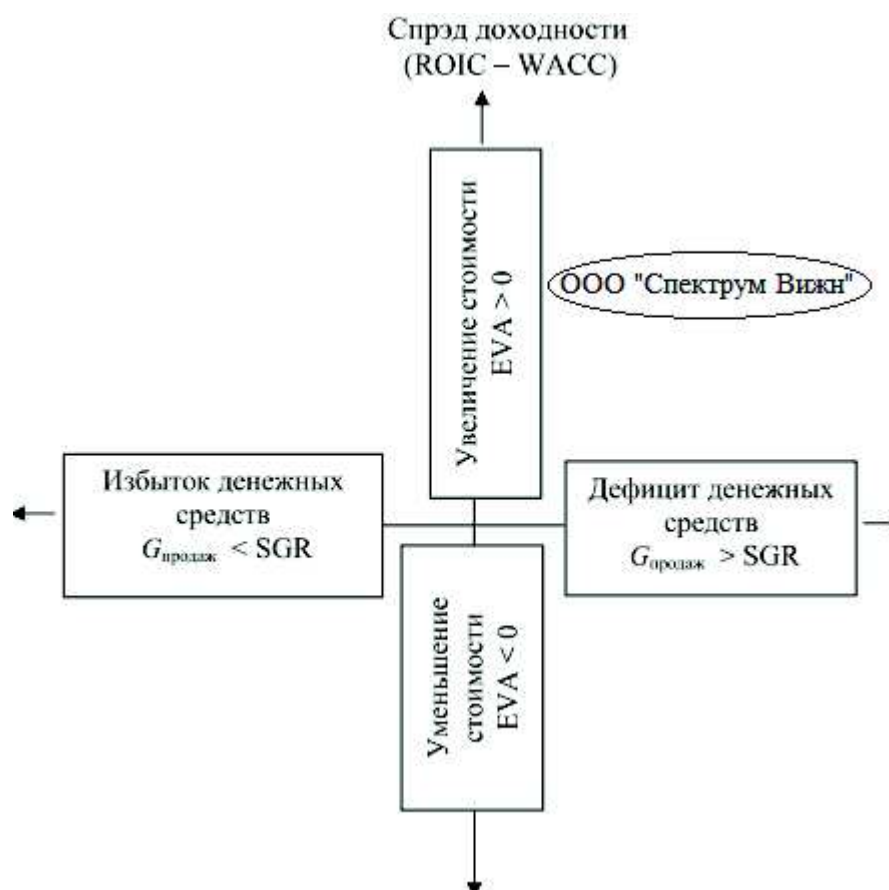 Спрэд доходности
(ROIC – WACC)
Увеличение стоимости
EVA > 0
ООО "Спектрум Вижн"
Избыток денежных
средств
Gпродаж < SGR
Дефицит денежных
средств
Gпродаж > SGR
Уменьшение
стоимости
EVA < 0